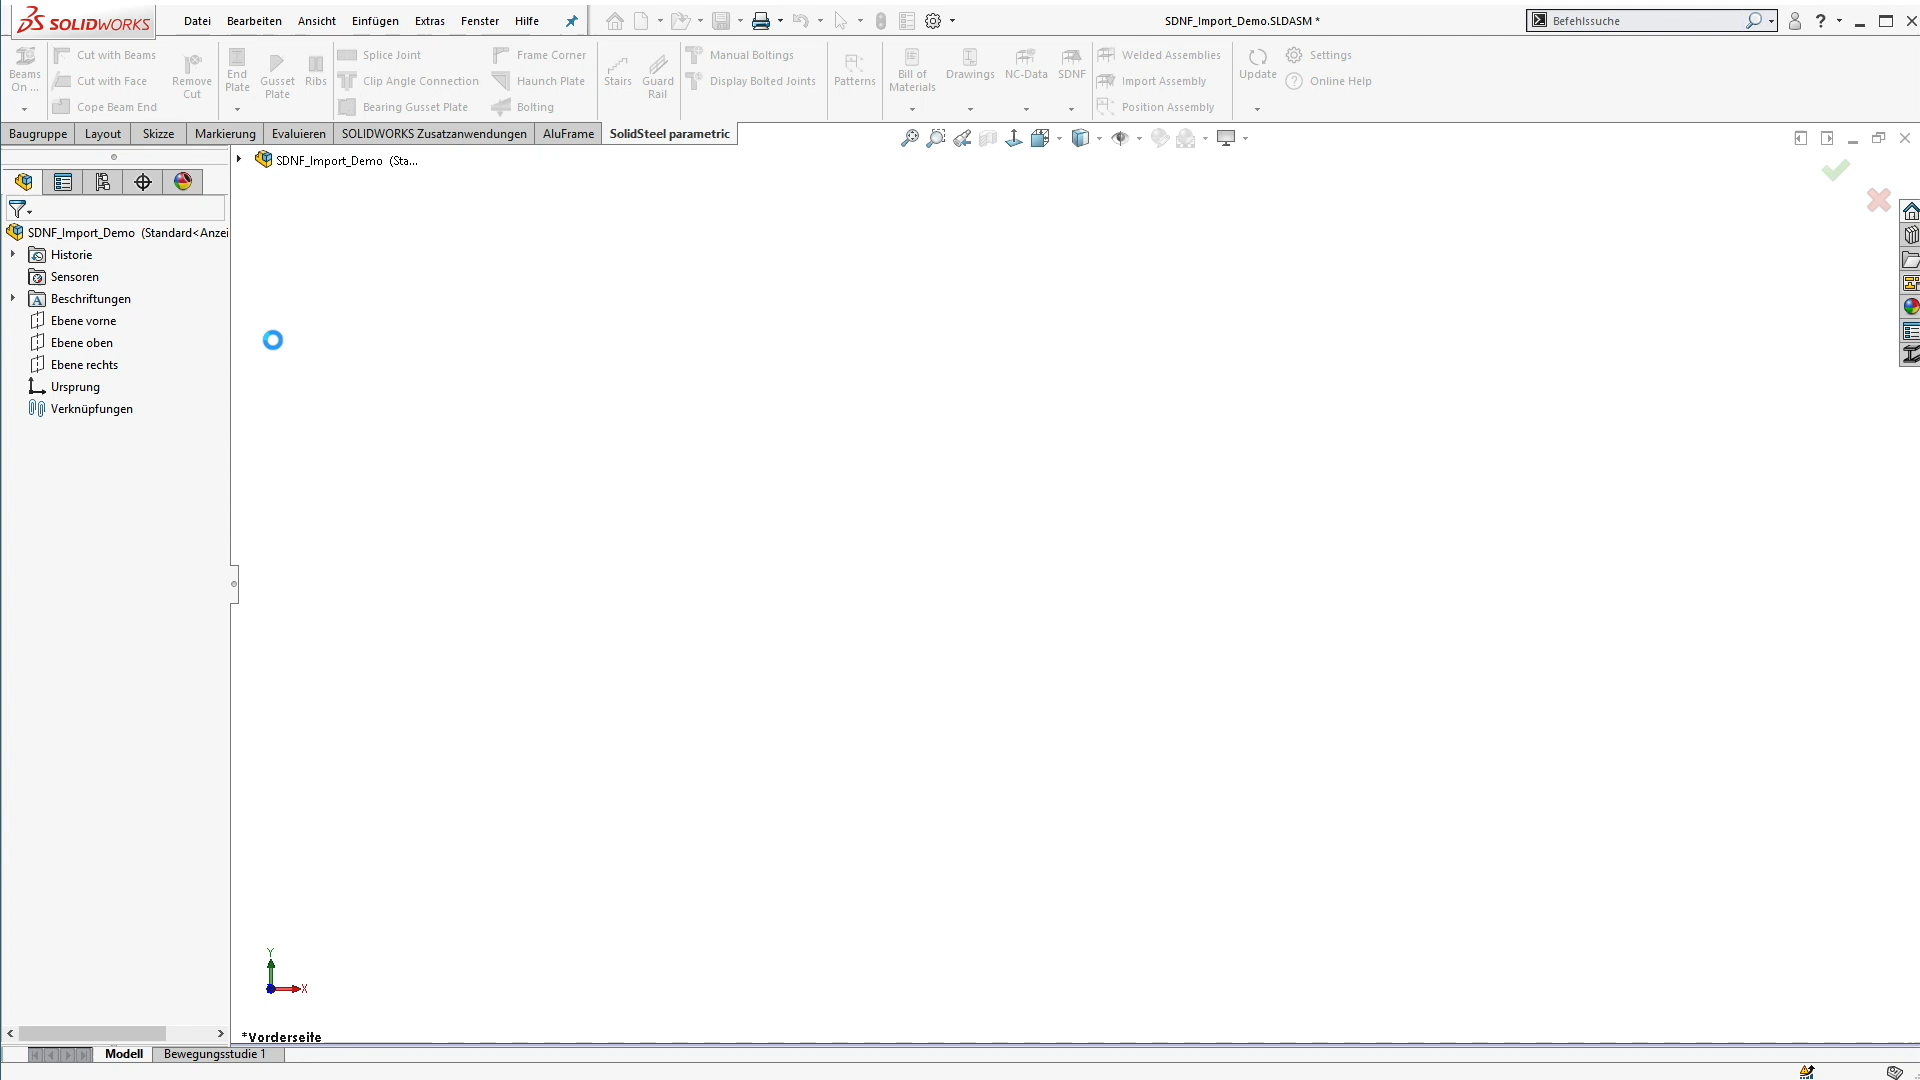 SOLIDWORKS
Datei Bearbeiten Ansicht Einfügen Extras Fenster Hilfe
SDNF_Import_Demo.SLDASM *
Befehlssuche
?
Beams On ...
Cut with Beams
Cut with Face
Cope Beam End
Remove Cut
End Plate
Gusset Plate
Ribs
Splice Joint
Clip Angle Connection
Bearing Gusset Plate
Frame Corner
Haunch Plate
Bolting
Stairs
Guard Rail
Manual Boltings
Display Bolted Joints
Patterns
Bill of Materials
Drawings
NC-Data
SDNF
Welded Assemblies
Import Assembly
Position Assembly
Update
Settings
Online Help
Baugruppe Layout Skizze Markierung Evaluieren SOLIDWORKS Zusatzanwendungen AluFrame SolidSteel parametric
SDNF_Import_Demo (Sta...
SDNF_Import_Demo (Standard<Anzei
Historie
Sensoren
Beschriftungen
Ebene vorne
Ebene oben
Ebene rechts
Ursprung
Verknüpfungen
Y
X
*Vorderseite
Modell Bewegungsstudie 1